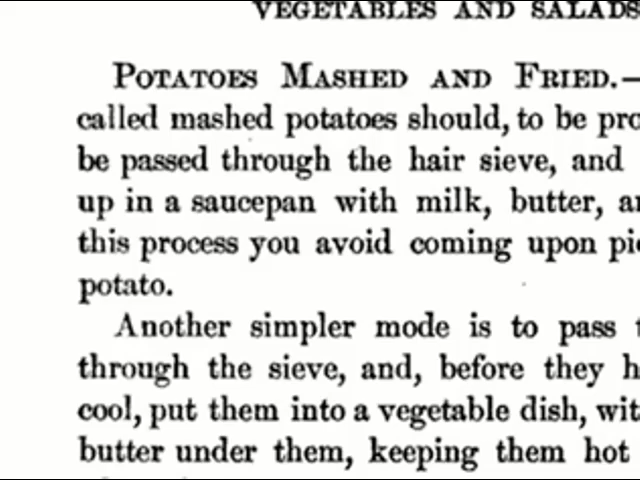 VEGETABLES AND SALADS
POTATOES MASHED AND FRIED.—
called mashed potatoes should, to be
be passed through the hair sieve, and
up in a saucepan with milk, butter,
this process you avoid coming upon
potato.
Another simpler mode is to pass
through the sieve, and, before they
cool, put them into a vegetable dish,
butter under them, keeping them hot